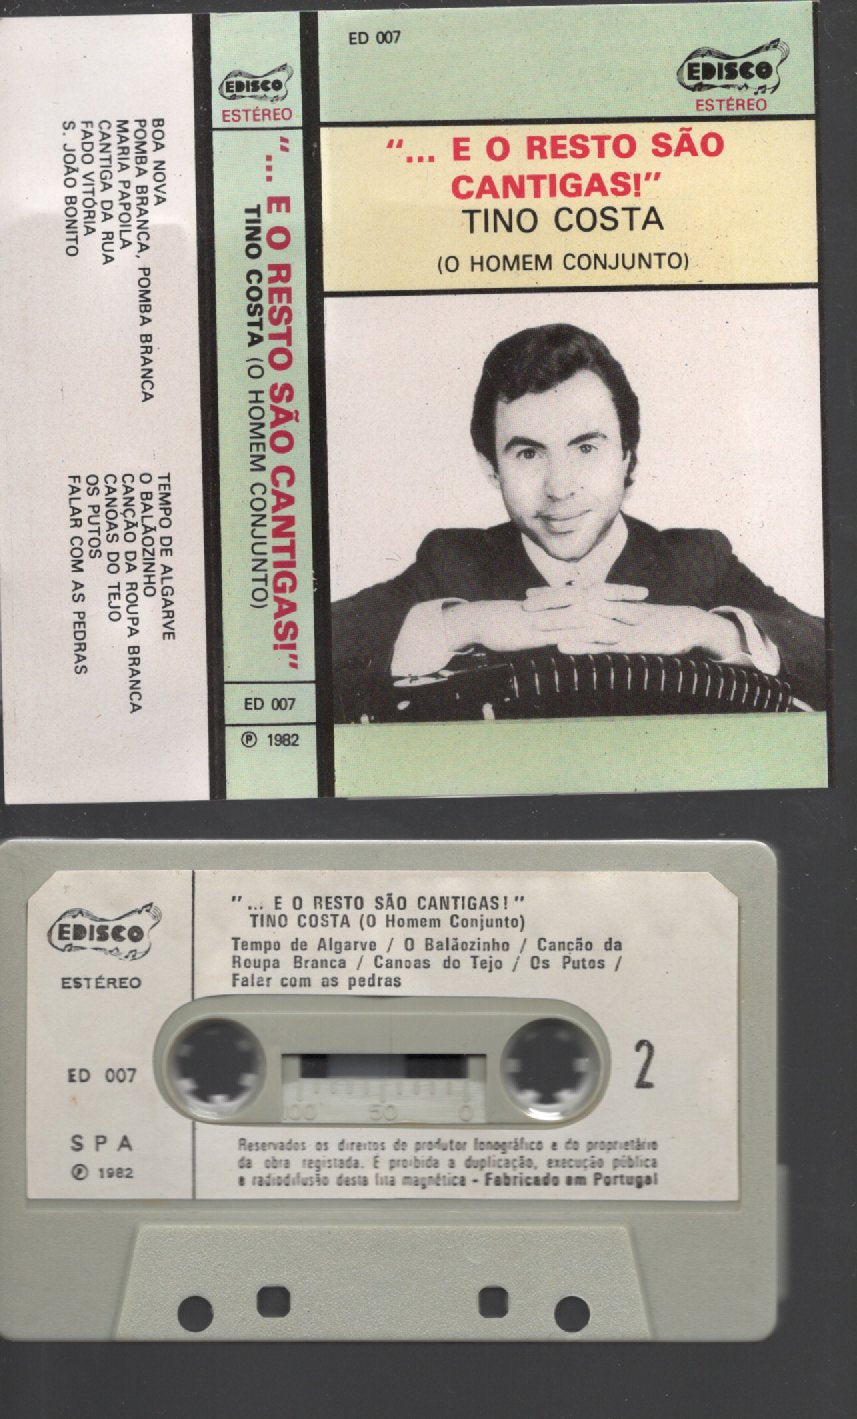 BOA NOVA
POMBA BRANCA, POMBA BRANCA
MARIA PAPOILA
CANTIGA DA RUA
FADO VITÓRIA
S. JOÃO BONITO
TEMPO DE ALGARVE
O BALÃOZINHO
CANÇÃO DA ROUPA BRANCA
CANOAS DO TEJO
OS PUTOS
FALAR COM AS PEDRAS
EDISCO
ESTÉREO
"... E O RESTO SÃO CANTIGAS!"
TINO COSTA (O HOMEM CONJUNTO)
ED 007
℗ 1982
ED 007
EDISCO
ESTÉREO
"... E O RESTO SÃO
CANTIGAS!"
TINO COSTA
(O HOMEM CONJUNTO)
EDISCO
ESTÉREO
ED 007
S P A
℗ 1982
"... E O RESTO SÃO CANTIGAS!"
TINO COSTA (O Homem Conjunto)
Tempo de Algarve / O Balãozinho / Canção da
Roupa Branca / Canoas do Tejo / Os Putos /
Falar com as pedras
2
100 50 0
Reservados os direitos do produtor fonográfico e do proprietário
da obra registada. É proibida a duplicação, execução pública
e radiodifusão desta fita magnética - Fabricado em Portugal